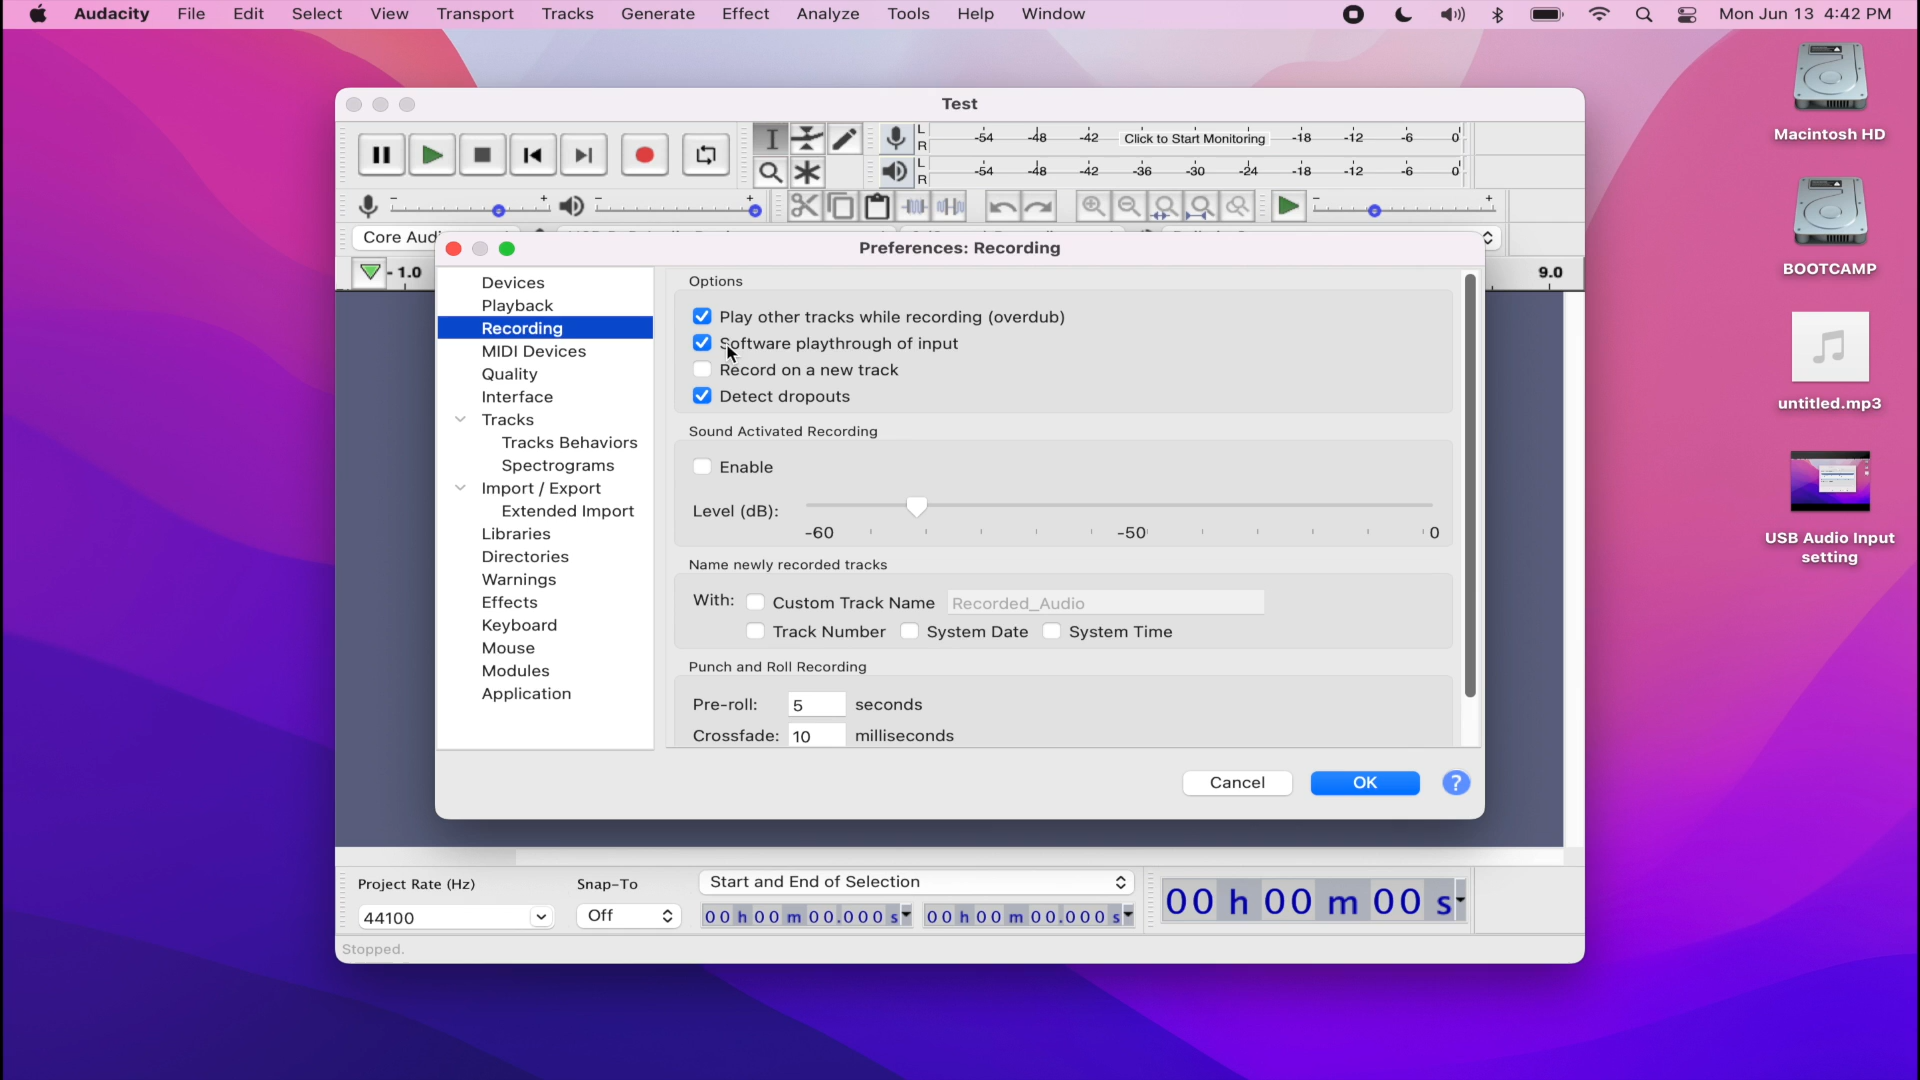 Audacity File Edit Select View Transport Tracks Generate Effect Analyze Tools Help Window Mon Jun 13 4:42 PM
Macintosh HD
BOOTCAMP
untitled.mp3
USB Audio Input
setting
Test
L
R
-54 -48 -42 Click to Start Monitoring -18 -12 -6 0
L
R
-54 -48 -42 -36 -30 -24 -18 -12 -6 0
- + - + - +
Core Aud
-1.0 9.0
Preferences: Recording
Devices
Playback
Recording
MIDI Devices
Quality
Interface
Tracks
Tracks Behaviors
Spectrograms
Import / Export
Extended Import
Libraries
Directories
Warnings
Effects
Keyboard
Mouse
Modules
Application
Options
Play other tracks while recording (overdub)
Software playthrough of input
Record on a new track
Detect dropouts
Sound Activated Recording
Enable
Level (dB):
-60 -50 0
Name newly recorded tracks
With: Custom Track Name Recorded_Audio
Track Number System Date System Time
Punch and Roll Recording
Pre-roll: 5 seconds
Crossfade: 10 milliseconds
Cancel OK ?
Project Rate (Hz) Snap-To Start and End of Selection
44100 Off 00 h 00 m 00.000 s 00 h 00 m 00.000 s 00 h 00 m 00 s
Stopped.